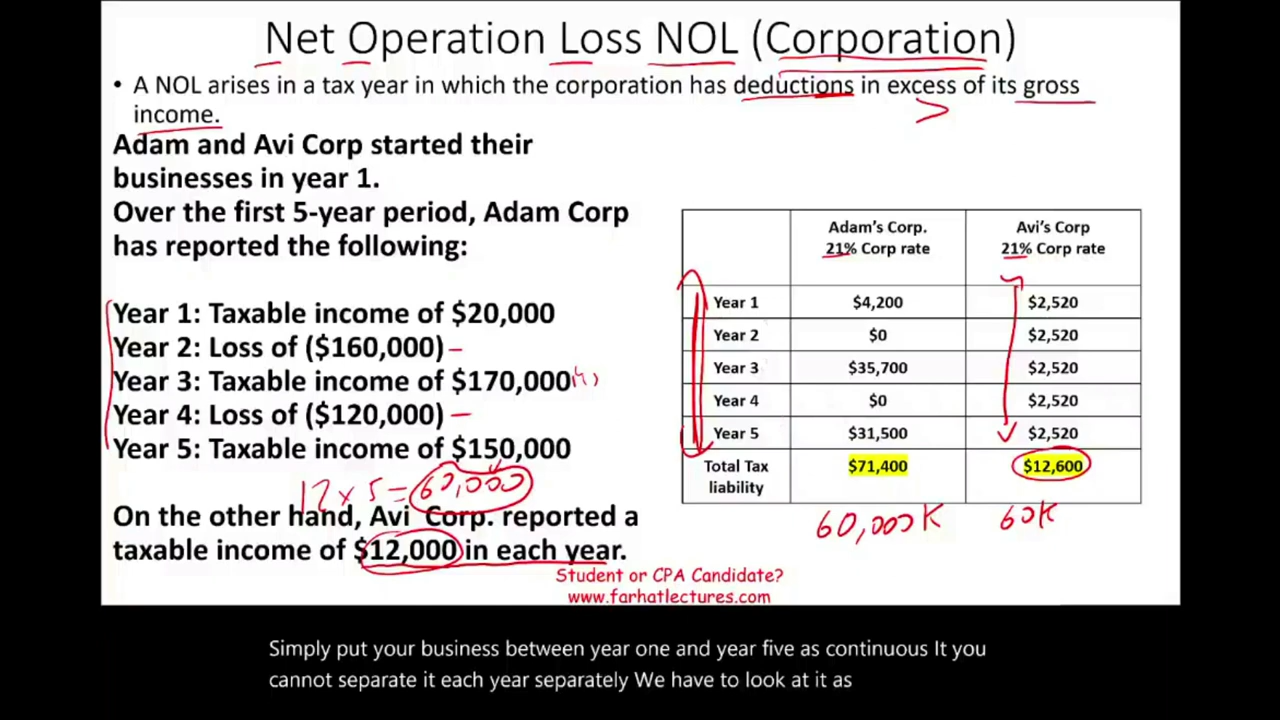 Net Operation Loss NOL (Corporation)
• A NOL arises in a tax year in which the corporation has deductions in excess of its gross
income. >
Adam and Avi Corp started their
businesses in year 1.
Over the first 5-year period, Adam Corp
has reported the following:
Year 1: Taxable income of $20,000
Year 2: Loss of ($160,000) –
Year 3: Taxable income of $170,000
Year 4: Loss of ($120,000) –
Year 5: Taxable income of $150,000
12 x 5 = 60,000
On the other hand, Avi Corp. reported a
taxable income of $12,000 in each year.
Adam's Corp. Avi's Corp
21% Corp rate 21% Corp rate
Year 1 $4,200 $2,520
Year 2 $0 $2,520
Year 3 $35,700 $2,520
Year 4 $0 $2,520
Year 5 $31,500 $2,520
Total Tax $71,400 $12,600
liability
60,000K 60K
Student or CPA Candidate?
www.farhatlectures.com
Simply put your business between year one and year five as continuous It you
cannot separate it each year separately We have to look at it as